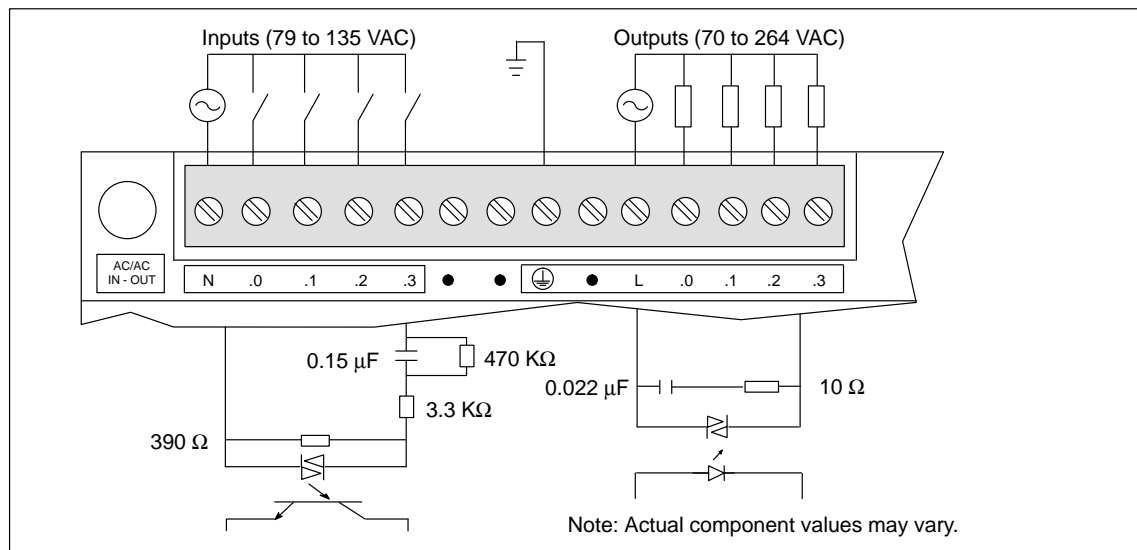 Inputs (79 to 135 VAC)
Outputs (70 to 264 VAC)
AC/AC
IN - OUT
N .0 .1 .2 .3 L .0 .1 .2 .3
0.15 μF
470 KΩ
3.3 KΩ
390 Ω
0.022 μF
10 Ω
Note: Actual component values may vary.